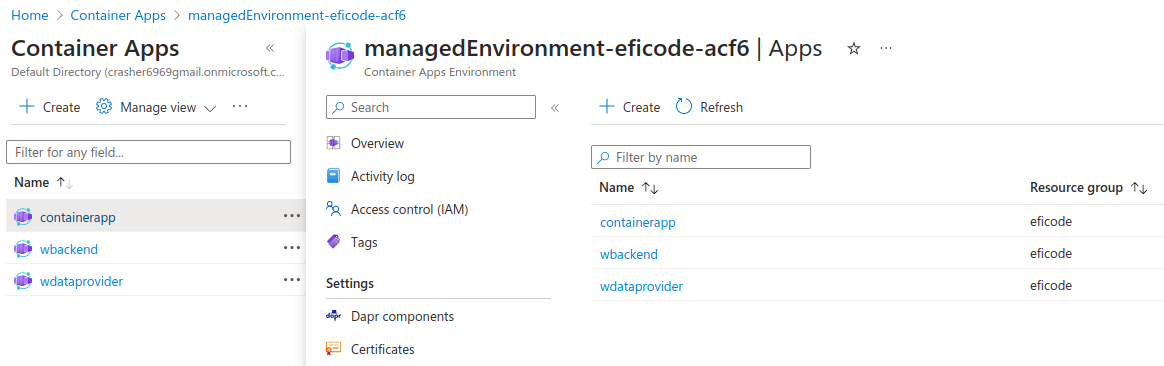 Home > Container Apps > managedEnvironment-eficode-acf6
Container Apps «
Default Directory (crasher6969gmail.onmicrosoft.c...
+ Create Manage view ...
Filter for any field...
Name ↑↓
containerapp ...
wbackend ...
wdataprovider ...
managedEnvironment-eficode-acf6 | Apps ☆ ...
Container Apps Environment
Search «
Overview
Activity log
Access control (IAM)
Tags
Settings
dapr Dapr components
Certificates
+ Create Refresh
Filter by name
Name ↑↓ Resource group ↑↓
containerapp eficode
wbackend eficode
wdataprovider eficode